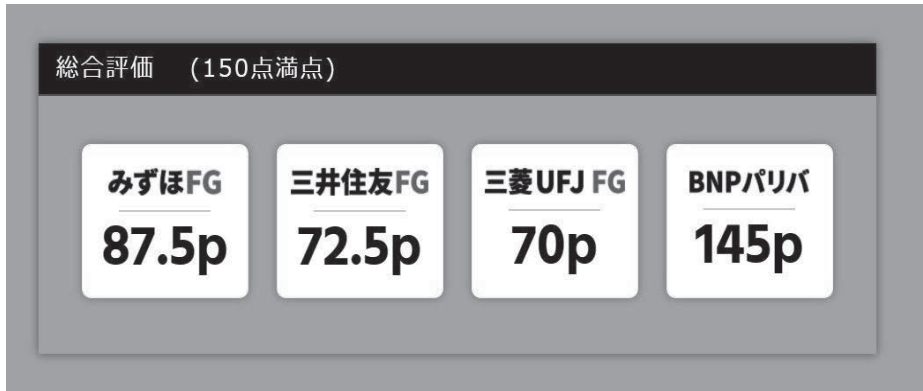 総合評価　(150点満点)
みずほFG
87.5p
三井住友FG
72.5p
三菱UFJ FG
70p
BNPパリバ
145p